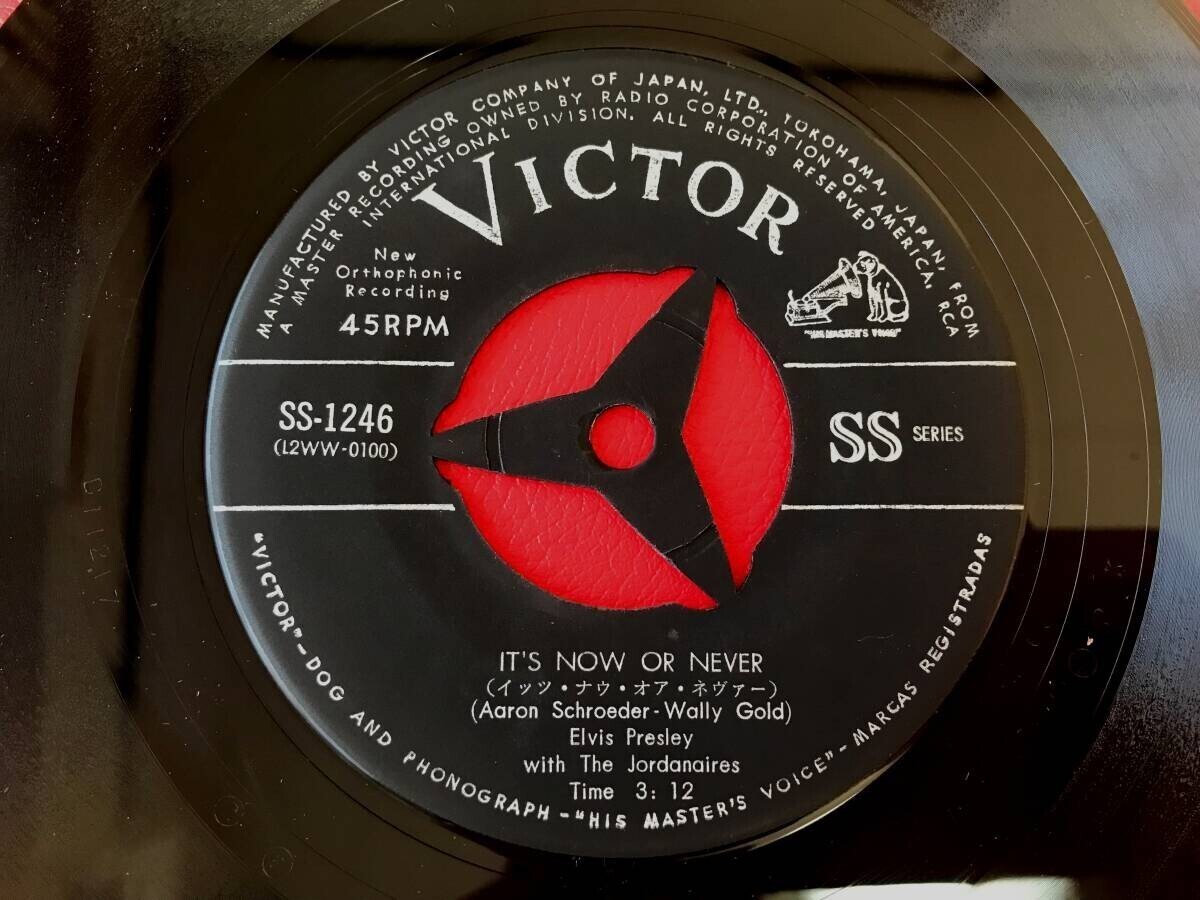 MANUFACTURED BY VICTOR COMPANY OF JAPAN, LTD., YOKOHAMA, JAPAN, FROM
A MASTER RECORDING OWNED BY RADIO CORPORATION OF AMERICA, RCA
INTERNATIONAL DIVISION. ALL RIGHTS RESERVED
VICTOR
New
Orthophonic
Recording
45RPM
"HIS MASTER'S VOICE"
SS-1246
(L2WW-0100)
SS SERIES
IT'S NOW OR NEVER
(イッツ・ナウ・オア・ネヴァー)
(Aaron Schroeder-Wally Gold)
Elvis Presley
with The Jordanaires
Time 3: 12
"VICTOR"-DOG AND PHONOGRAPH-"HIS MASTER'S VOICE"-MARCAS REGISTRADAS